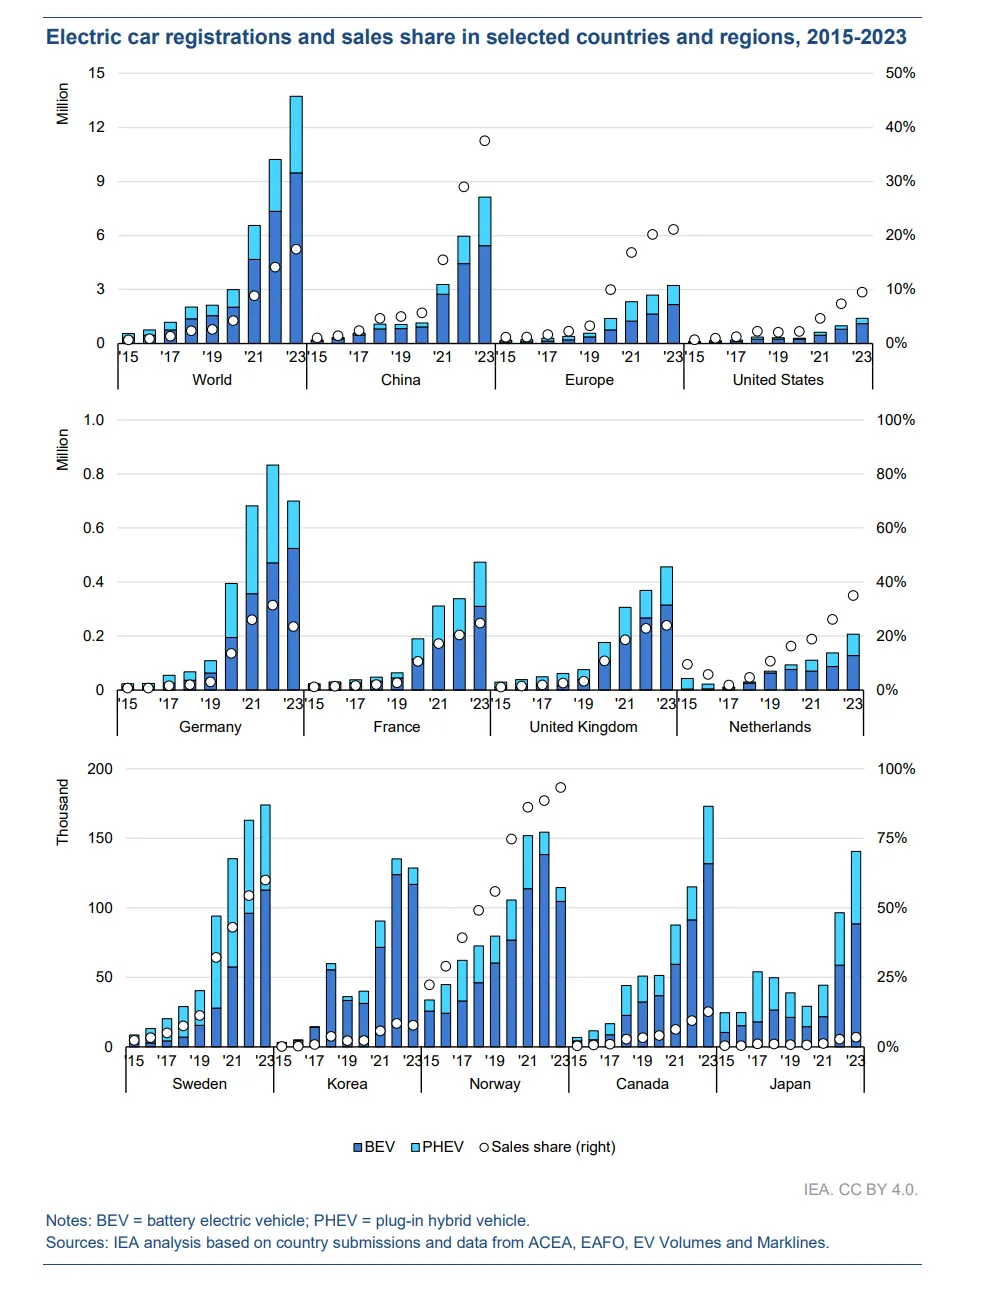 Electric car registrations and sales share in selected countries and regions, 2015-2023
Million
15
12
9
6
3
0
50%
40%
30%
20%
10%
0%
'15 '17 '19 '21 '23 '15 '17 '19 '21 '23 '15 '17 '19 '21 '23 '15 '17 '19 '21 '23
World China Europe United States
Million
1.0
0.8
0.6
0.4
0.2
0
100%
80%
60%
40%
20%
0%
'15 '17 '19 '21 '23 '15 '17 '19 '21 '23 '15 '17 '19 '21 '23 '15 '17 '19 '21 '23
Germany France United Kingdom Netherlands
Thousand
200
150
100
50
0
100%
75%
50%
25%
0%
'15 '17 '19 '21 '23 '15 '17 '19 '21 '23 '15 '17 '19 '21 '23 '15 '17 '19 '21 '23 '15 '17 '19 '21 '23
Sweden Korea Norway Canada Japan
BEV PHEV Sales share (right)
IEA. CC BY 4.0.
Notes: BEV = battery electric vehicle; PHEV = plug-in hybrid vehicle.
Sources: IEA analysis based on country submissions and data from ACEA, EAFO, EV Volumes and Marklines.